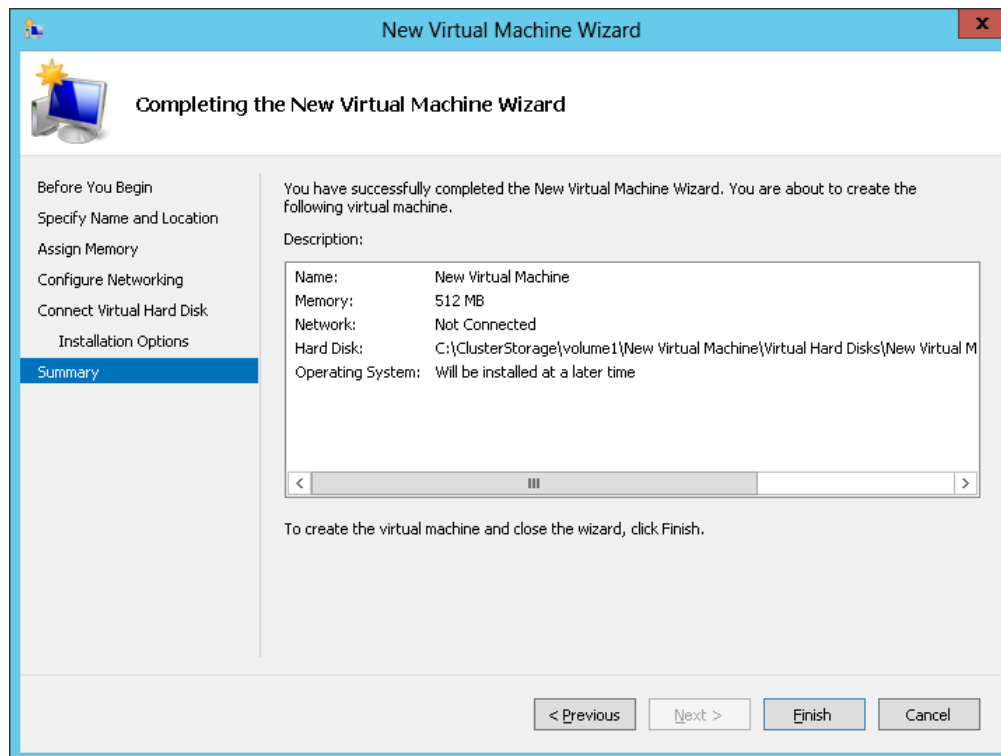 New Virtual Machine Wizard
X
Completing the New Virtual Machine Wizard
Before You Begin
Specify Name and Location
Assign Memory
Configure Networking
Connect Virtual Hard Disk
Installation Options
Summary
You have successfully completed the New Virtual Machine Wizard. You are about to create the
following virtual machine.
Description:
Name: New Virtual Machine
Memory: 512 MB
Network: Not Connected
Hard Disk: C:\ClusterStorage\volume1\New Virtual Machine\Virtual Hard Disks\New Virtual M
Operating System: Will be installed at a later time
To create the virtual machine and close the wizard, click Finish.
< Previous
Next >
Finish
Cancel